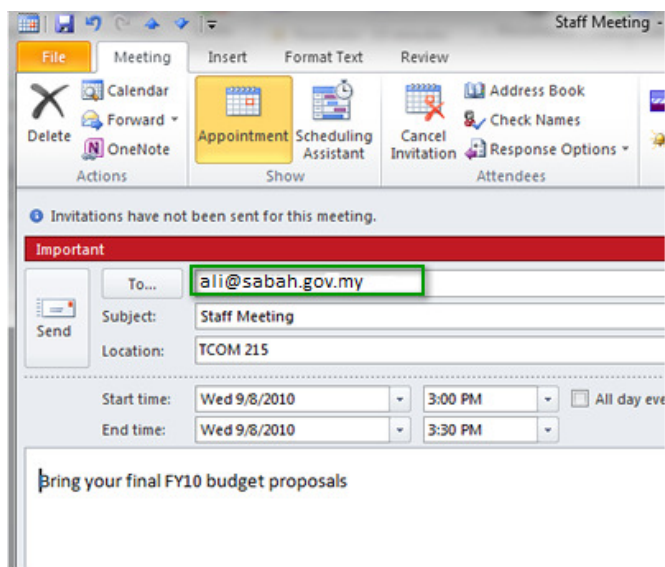 Staff Meeting -
File Meeting Insert Format Text Review
Delete Calendar Forward OneNote Appointment Scheduling Assistant Cancel Invitation Address Book Check Names Response Options
Actions Show Attendees
Invitations have not been sent for this meeting.
Important
To... ali@sabah.gov.my
Send
Subject: Staff Meeting
Location: TCOM 215
Start time: Wed 9/8/2010 3:00 PM All day eve
End time: Wed 9/8/2010 3:30 PM
Bring your final FY10 budget proposals